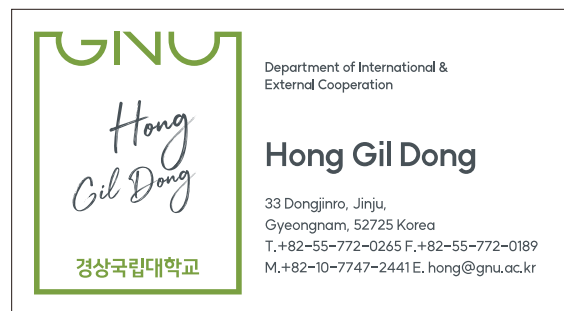 GNU
Hong
Gil Dong
경상국립대학교
Department of International &
External Cooperation
Hong Gil Dong
33 Dongjinro, Jinju,
Gyeongnam, 52725 Korea
T.+82-55-772-0265 F.+82-55-772-0189
M.+82-10-7747-2441 E. hong@gnu.ac.kr